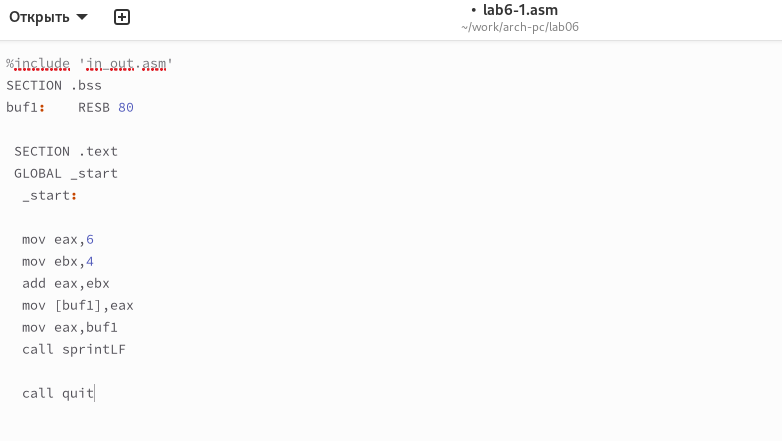 Открыть
• lab6-1.asm
~/work/arch-pc/lab06
%include 'in_out.asm'
SECTION .bss
buf1:    RESB 80
SECTION .text
GLOBAL _start
_start:
mov eax,6
mov ebx,4
add eax,ebx
mov [buf1],eax
mov eax,buf1
call sprintLF
call quit